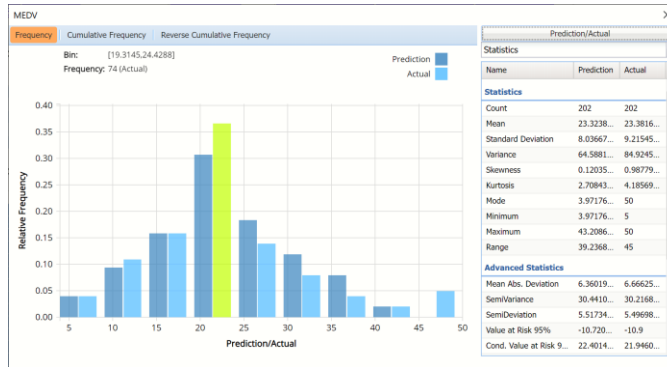 MEDV
Frequency Cumulative Frequency Reverse Cumulative Frequency
Bin: [19.3145,24.4288]
Frequency: 74 (Actual)
Prediction
Actual
0.40
0.35
0.30
0.25
0.20
0.15
0.10
0.05
0.00
Relative Frequency
5 10 15 20 25 30 35 40 45 50
Prediction/Actual
Prediction/Actual
Statistics
Name Prediction Actual
Statistics
Count 202 202
Mean 23.3238... 23.3816...
Standard Deviation 8.03667... 9.21545...
Variance 64.5881... 84.9245...
Skewness 0.12035... 0.98779...
Kurtosis 2.70843... 4.18569...
Mode 3.97176... 50
Minimum 3.97176... 5
Maximum 43.2086... 50
Range 39.2368... 45
Advanced Statistics
Mean Abs. Deviation 6.36019... 6.66625...
SemiVariance 30.4410... 30.2168...
SemiDeviation 5.51734... 5.49698...
Value at Risk 95% -10.720... -10.9
Cond. Value at Risk 9... 22.4014... 21.9460...